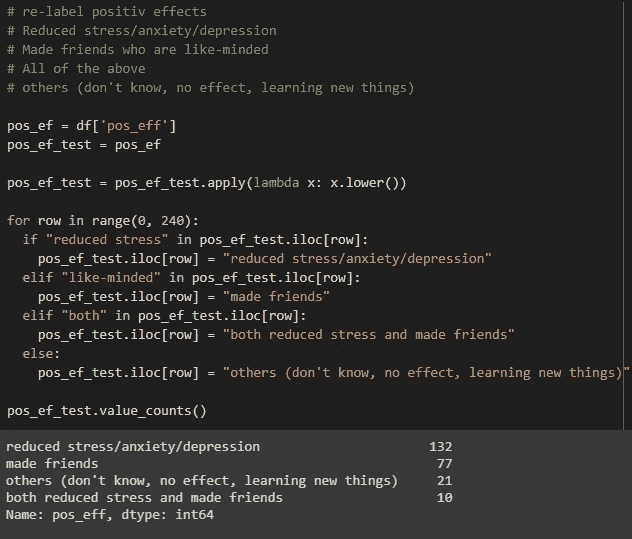 # re-label positiv effects
# Reduced stress/anxiety/depression
# Made friends who are like-minded
# All of the above
# others (don't know, no effect, learning new things)
pos_ef = df['pos_eff']
pos_ef_test = pos_ef
pos_ef_test = pos_ef_test.apply(lambda x: x.lower())
for row in range(0, 240):
  if "reduced stress" in pos_ef_test.iloc[row]:
    pos_ef_test.iloc[row] = "reduced stress/anxiety/depression"
  elif "like-minded" in pos_ef_test.iloc[row]:
    pos_ef_test.iloc[row] = "made friends"
  elif "both" in pos_ef_test.iloc[row]:
    pos_ef_test.iloc[row] = "both reduced stress and made friends"
  else:
    pos_ef_test.iloc[row] = "others (don't know, no effect, learning new things)"
pos_ef_test.value_counts()
reduced stress/anxiety/depression 132
made friends 77
others (don't know, no effect, learning new things) 21
both reduced stress and made friends 10
Name: pos_eff, dtype: int64